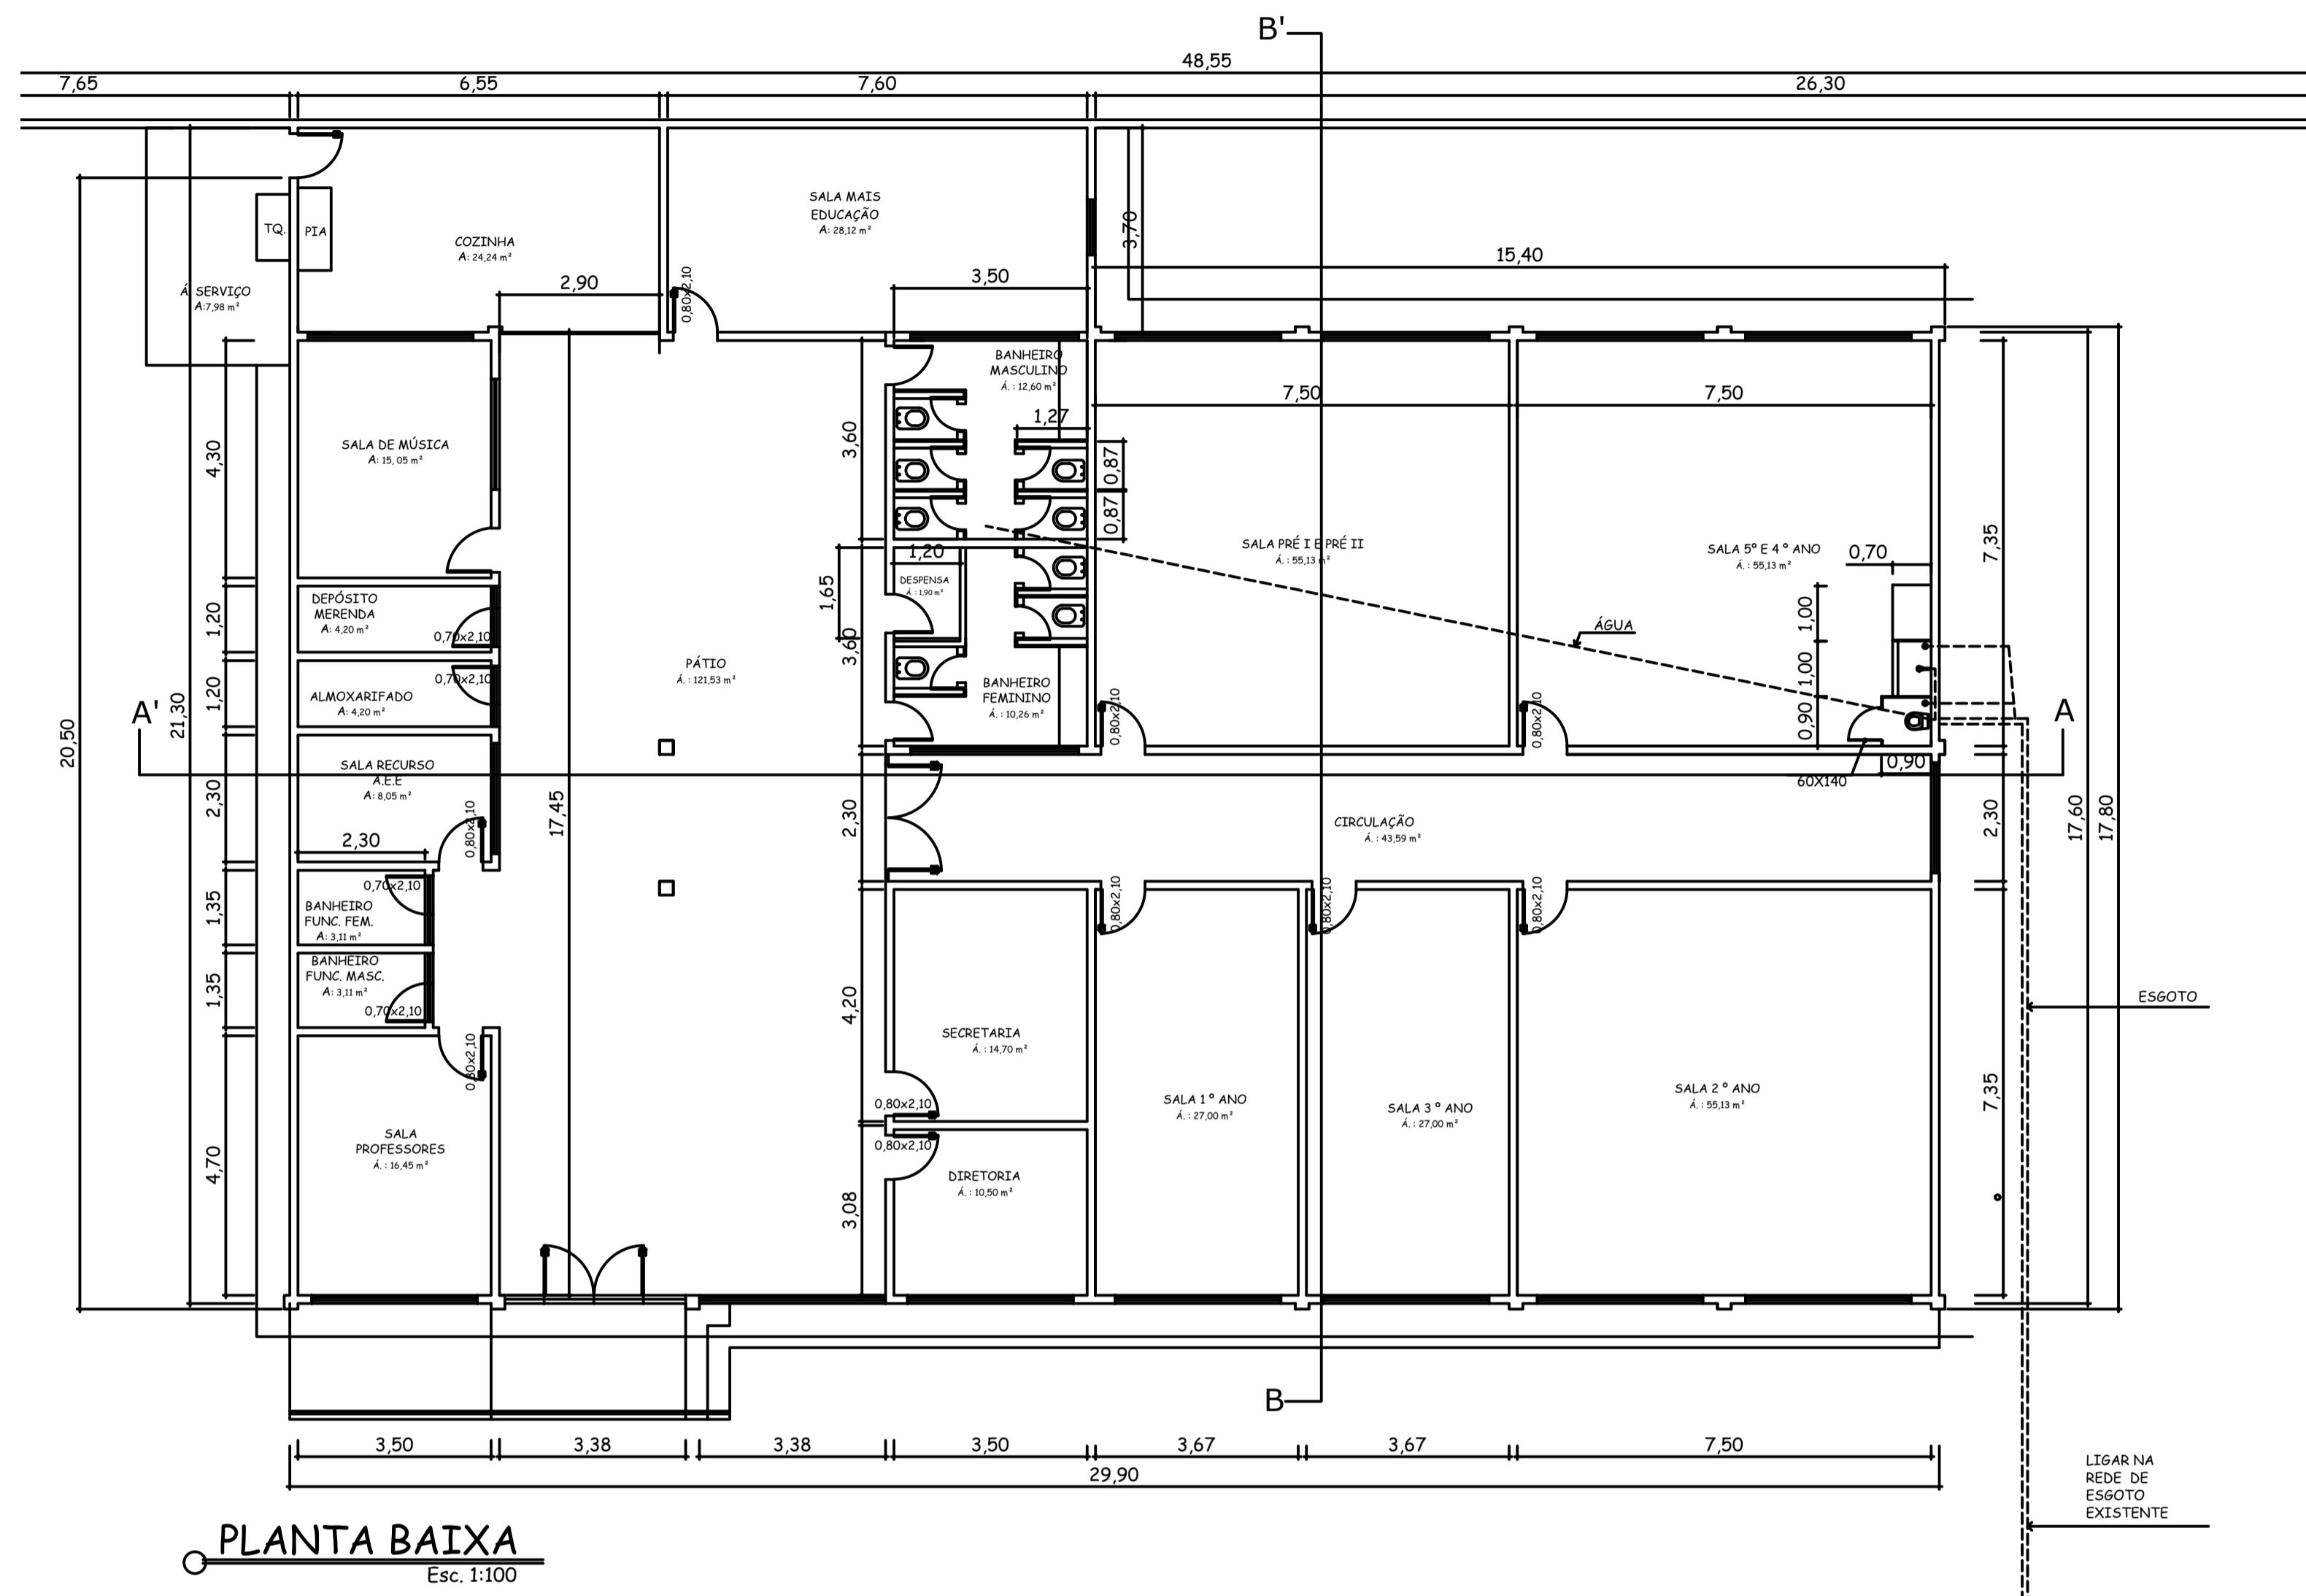 B'
48,55
7,65
6,55
7,60
26,30
SALA MAIS
EDUCAÇÃO
A: 28,12 m²
TQ.
PIA
COZINHA
A: 24,24 m²
3,70
15,40
Á. SERVIÇO
A:7,98 m²
2,90
0,80x2,10
3,50
BANHEIRO
MASCULINO
Á. : 12,60 m²
7,50
7,50
1,27
SALA DE MÚSICA
A: 15, 05 m²
4,30
3,60
0,87
0,87
SALA PRÉ I E PRÉ II
Á. : 55,13 m²
SALA 5º E 4 º ANO
Á. : 55,13 m²
0,70
7,35
1,20
DESPENSA
Á. : 1,90 m²
1,65
DEPÓSITO
MERENDA
A: 4,20 m²
1,20
0,70x2,10
3,60
ÁGUA
1,00
PÁTIO
Á. : 121,53 m²
0,70x2,10
ALMOXARIFADO
A: 4,20 m²
1,20
BANHEIRO
FEMININO
Á. : 10,26 m²
1,00
0,80x2,10
0,80x2,10
0,90
A'
A
21,30
20,50
SALA RECURSO
A.E.E
A: 8,05 m²
2,30
0,80x2,10
2,30
17,45
2,30
0,90
60X140
CIRCULAÇÃO
Á. : 43,59 m²
2,30
17,60
17,80
0,70x2,10
BANHEIRO
FUNC. FEM.
A: 3,11 m²
1,35
0,80x2,10
0,80x2,10
0,80x2,10
BANHEIRO
FUNC. MASC.
A: 3,11 m²
1,35
0,70x2,10
4,20
ESGOTO
SECRETARIA
Á. : 14,70 m²
0,80x2,10
0,80x2,10
SALA 1 º ANO
Á. : 27,00 m²
SALA 3 º ANO
Á. : 27,00 m²
SALA 2 º ANO
Á. : 55,13 m²
7,35
SALA
PROFESSORES
Á. : 16,45 m²
4,70
0,80x2,10
DIRETORIA
Á. : 10,50 m²
3,08
B
3,50
3,38
3,38
3,50
3,67
3,67
7,50
29,90
LIGAR NA
REDE DE
ESGOTO
EXISTENTE
PLANTA BAIXA
Esc. 1:100